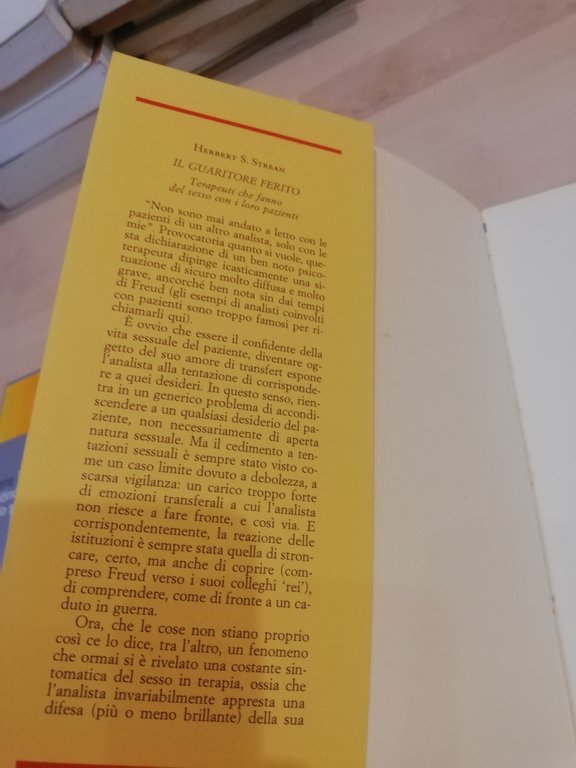 Herbert S. Strean
IL GUARITORE FERITO
Terapeuti che fanno
del sesso con i loro pazienti
"Non sono mai andato a letto con le
pazienti di un altro analista, solo con le
mie". Provocatoria quanto si vuole, que-
sta dichiarazione di un ben noto psico-
terapeuta dipinge icasticamente una si-
tuazione di sicuro molto diffusa e molto
grave, ancorché ben nota sin dai tempi
di Freud (gli esempi di analisti coinvolti
con pazienti sono troppo famosi per ri-
chiamarli qui).
È ovvio che essere il confidente della
vita sessuale del paziente, diventare og-
getto del suo amore di transfert espone
l'analista alla tentazione di corrisponde-
re a quei desideri. In questo senso, rien-
tra in un generico problema di accondi-
scendere a un qualsiasi desiderio del pa-
ziente, non necessariamente di aperta
natura sessuale. Ma il cedimento a ten-
tazioni sessuali è sempre stato visto co-
me un caso limite dovuto a debolezza, a
scarsa vigilanza: un carico troppo forte
di emozioni transferali a cui l'analista
non riesce a fare fronte, e così via. E
corrispondentemente, la reazione delle
istituzioni è sempre stata quella di stron-
care, certo, ma anche di coprire (com-
preso Freud verso i suoi colleghi 'rei'),
di comprendere, come di fronte a un ca-
duto in guerra.
Ora, che le cose non stiano proprio
così ce lo dice, tra l'altro, un fenomeno
che ormai si è rivelato una costante sin-
tomatica del sesso in terapia, ossia che
l'analista invariabilmente appresta una
difesa (più o meno brillante) della sua